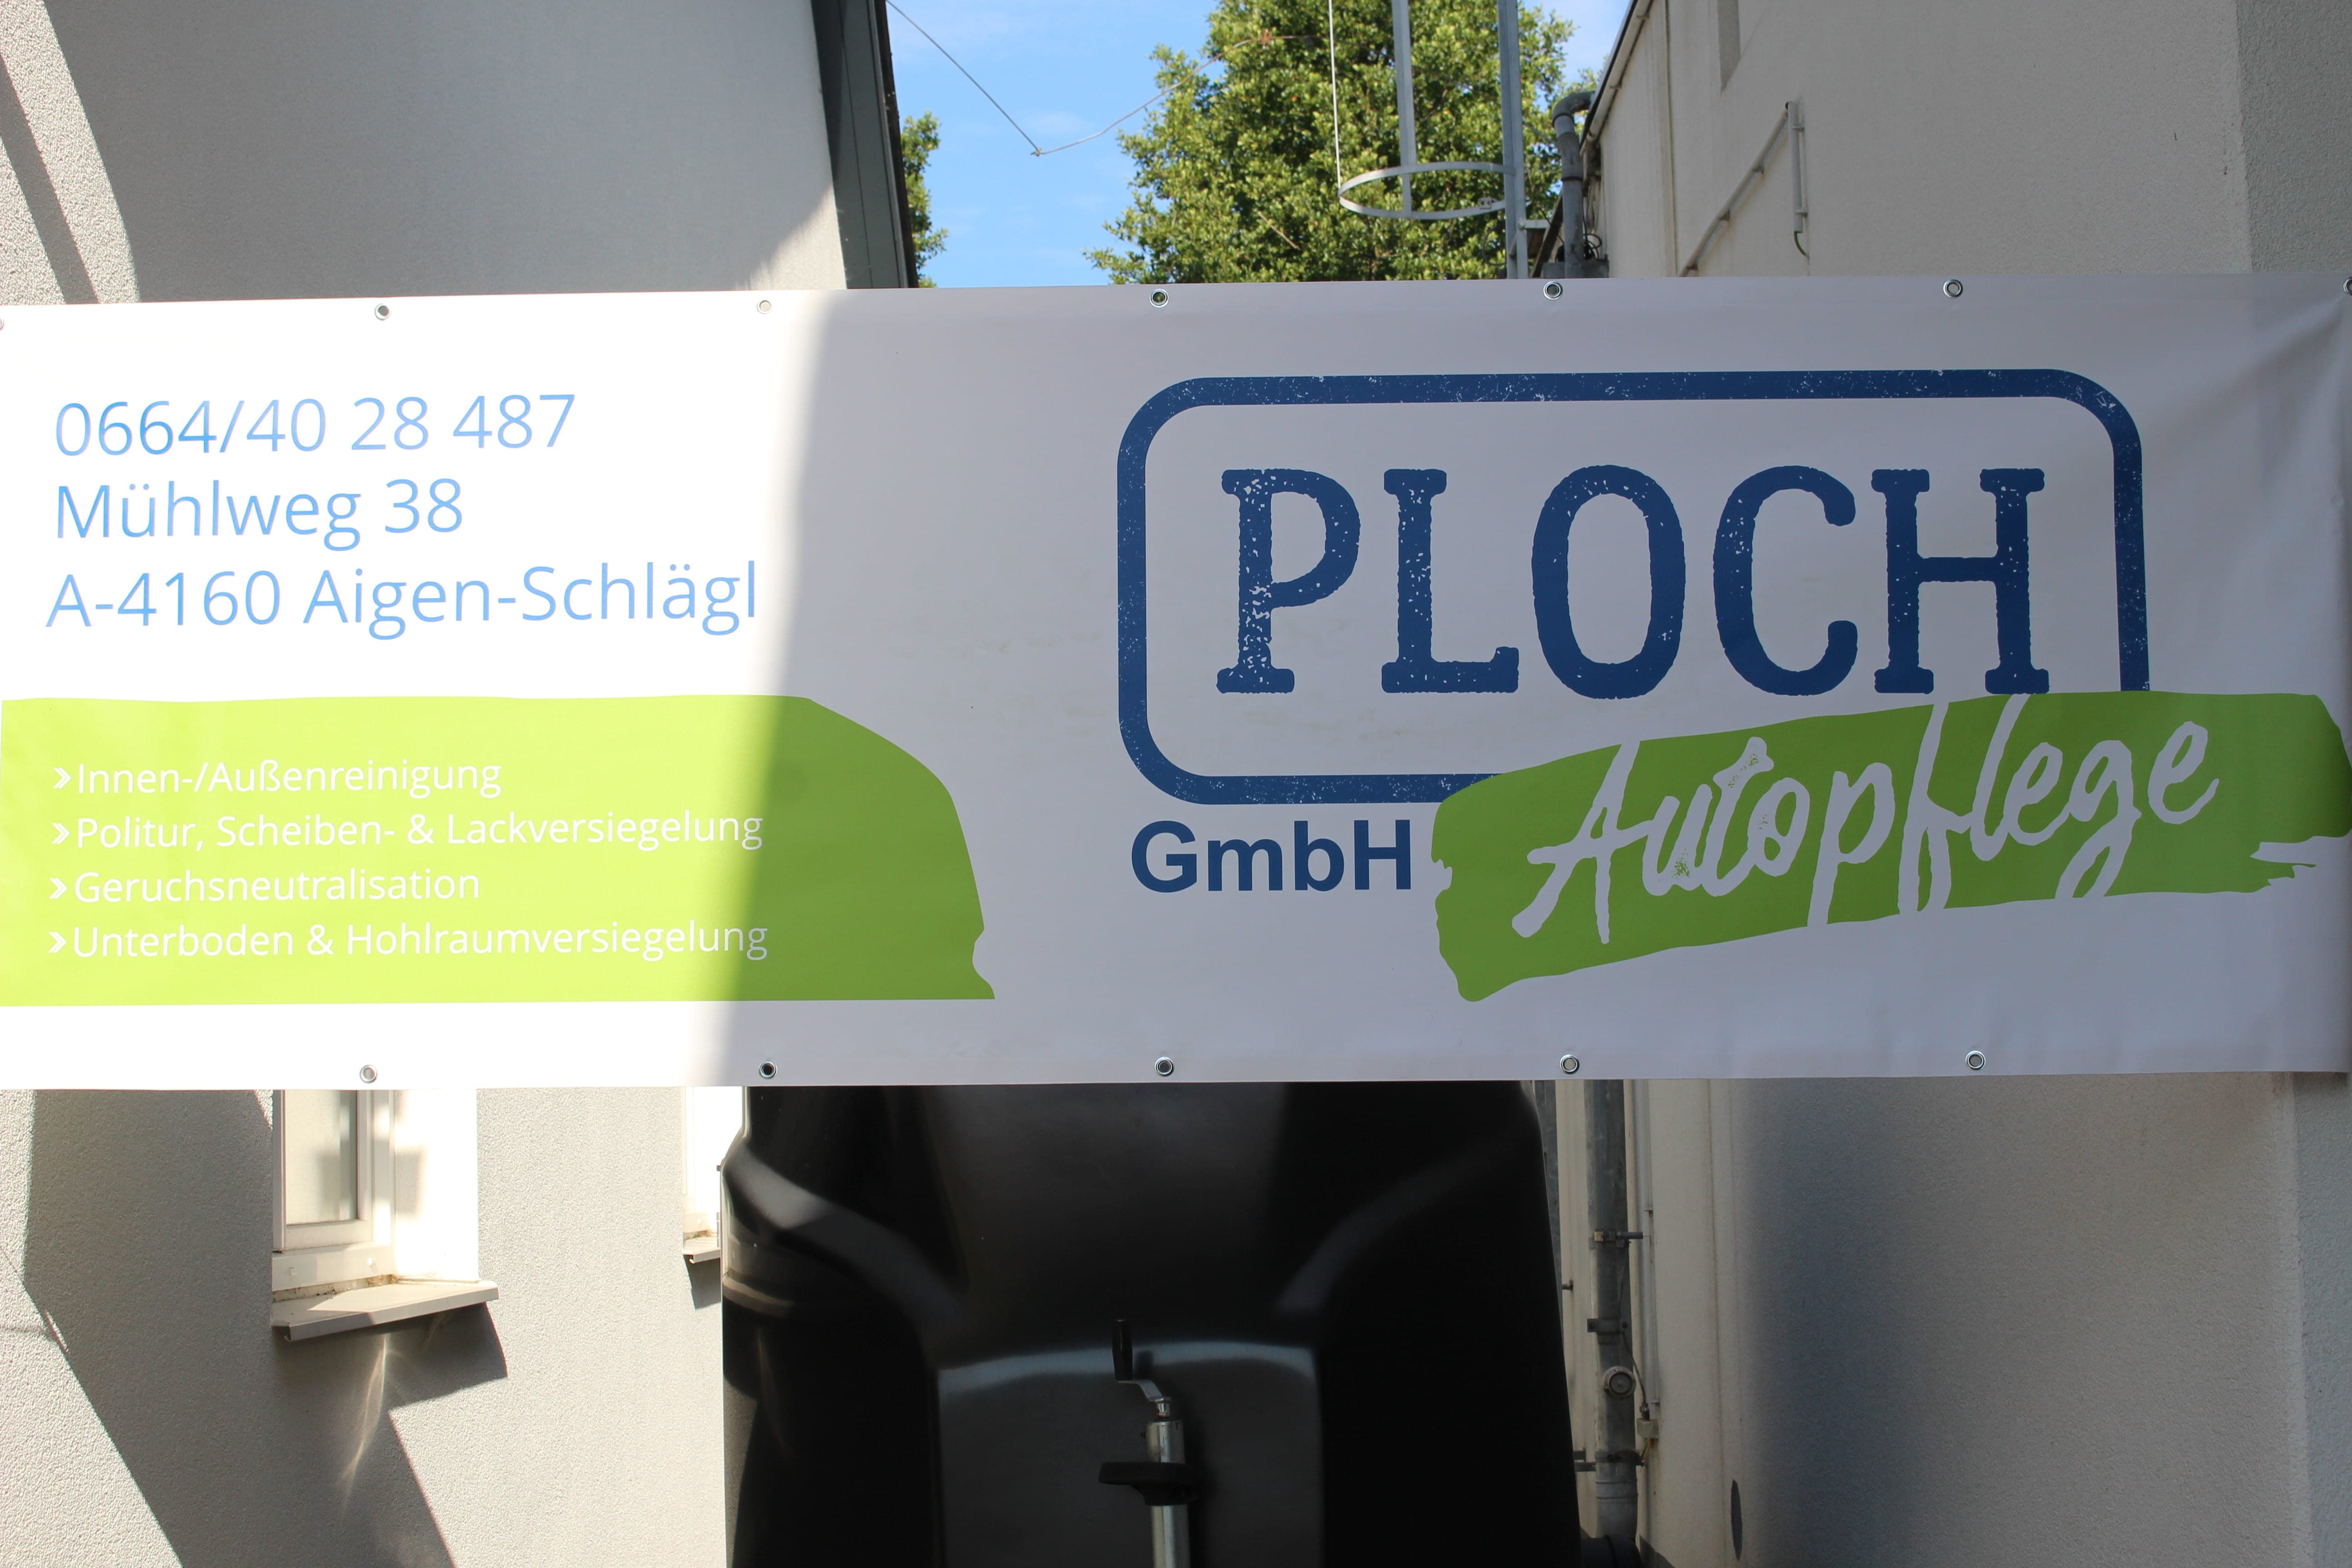 0664/40 28 487
Mühlweg 38
A-4160 Aigen-Schlägl
» Innen-/Außenreinigung
» Politur, Scheiben- & Lackversiegelung
» Geruchsneutralisation
» Unterboden & Hohlraumversiegelung
PLOCH
GmbH Autopflege